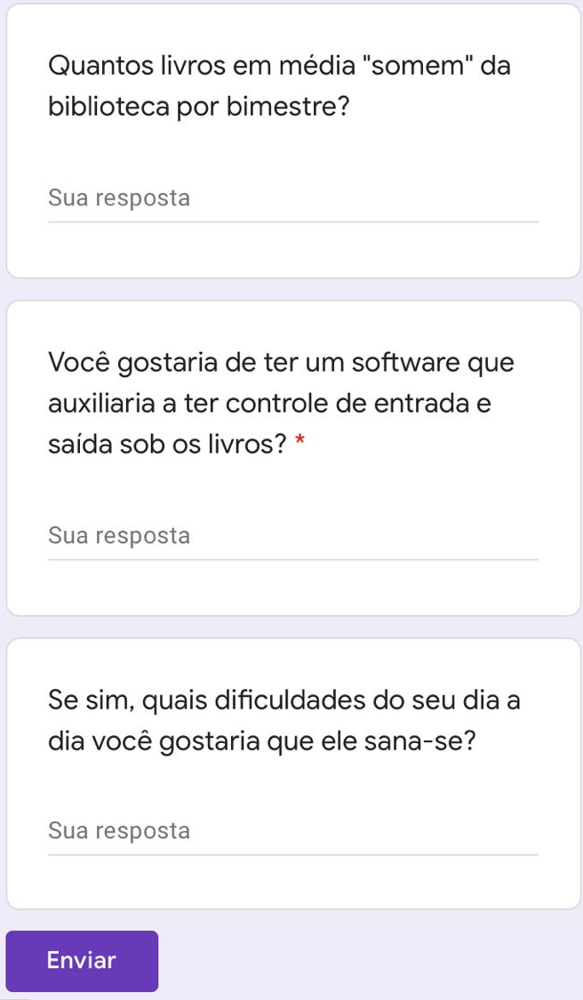 Quantos livros em média "somem" da
biblioteca por bimestre?
Sua resposta
Você gostaria de ter um software que
auxiliaria a ter controle de entrada e
saída sob os livros? *
Sua resposta
Se sim, quais dificuldades do seu dia a
dia você gostaria que ele sana-se?
Sua resposta
Enviar